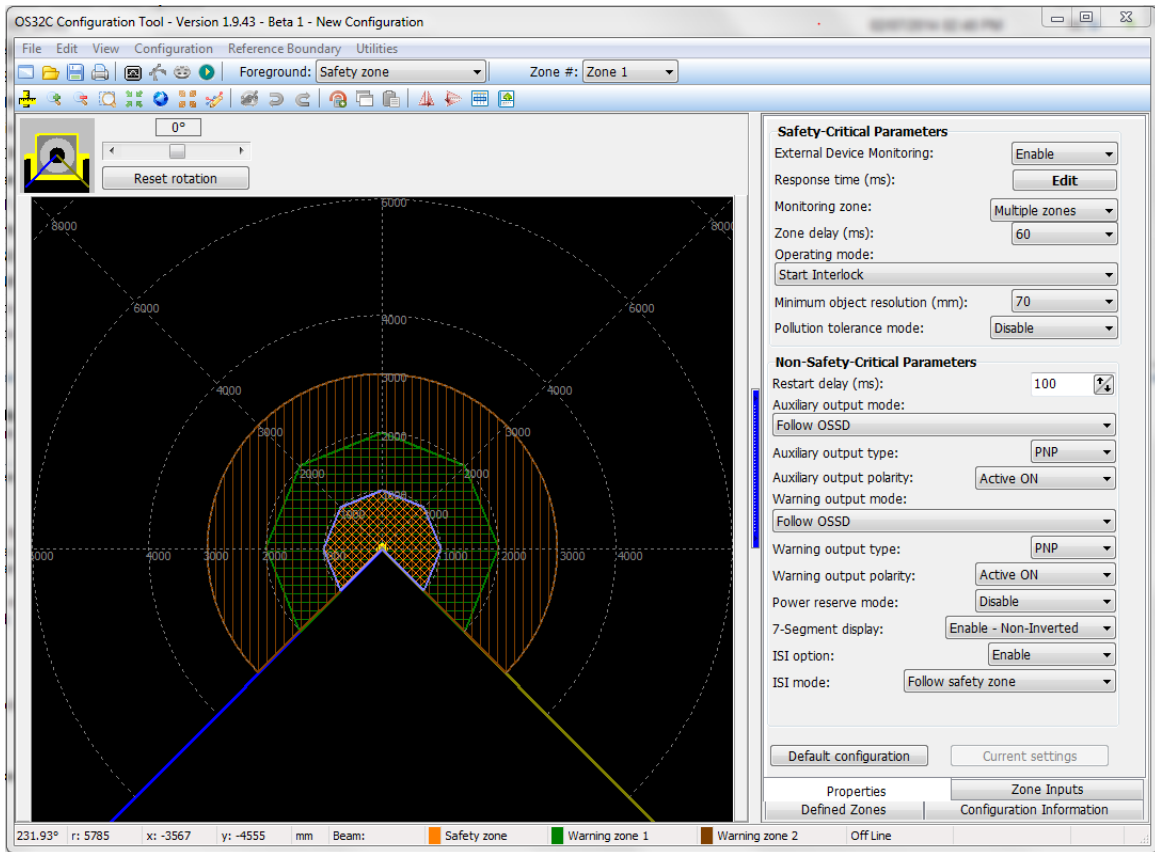 OS32C Configuration Tool - Version 1.9.43 - Beta 1 - New Configuration
File Edit View Configuration Reference Boundary Utilities
Foreground: Safety zone Zone #: Zone 1
0°
Reset rotation
6000
8000 8000
6000 6000
4000
4000 3000 4000
3000 2000 3000
2000 2000
1000 1000
4000 3000 2000 1000 2000 3000 4000
Safety-Critical Parameters
External Device Monitoring: Enable
Response time (ms): Edit
Monitoring zone: Multiple zones
Zone delay (ms): 60
Operating mode:
Start Interlock
Minimum object resolution (mm): 70
Pollution tolerance mode: Disable
Non-Safety-Critical Parameters
Restart delay (ms): 100
Auxiliary output mode:
Follow OSSD
Auxiliary output type: PNP
Auxiliary output polarity: Active ON
Warning output mode:
Follow OSSD
Warning output type: PNP
Warning output polarity: Active ON
Power reserve mode: Disable
7-Segment display: Enable - Non-Inverted
ISI option: Enable
ISI mode: Follow safety zone
Default configuration Current settings
Properties Zone Inputs
Defined Zones Configuration Information
231.93° r: 5785 x: -3567 y: -4555 mm Beam: Safety zone Warning zone 1 Warning zone 2 Off Line